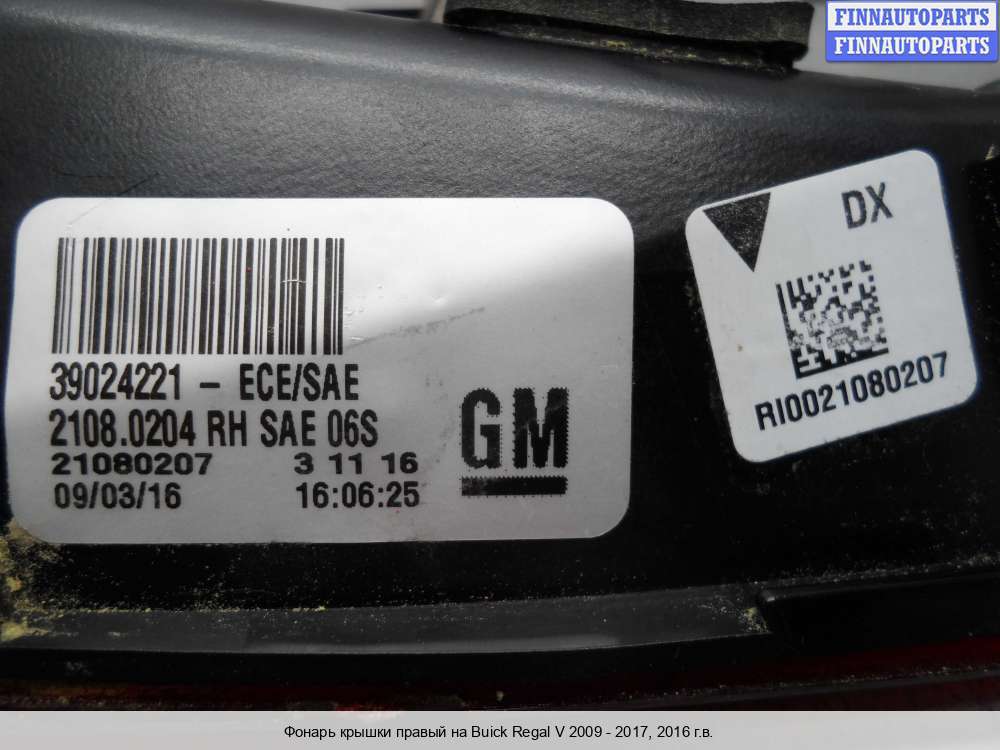 FINNAUTOPARTS
FINNAUTOPARTS
DX
RI0021080207
39024221 - ECE/SAE
2108.0204 RH SAE 06S
21080207 3 11 16
09/03/16 16:06:25
GM
Фонарь крышки правый на Buick Regal V 2009 - 2017, 2016 г.в.